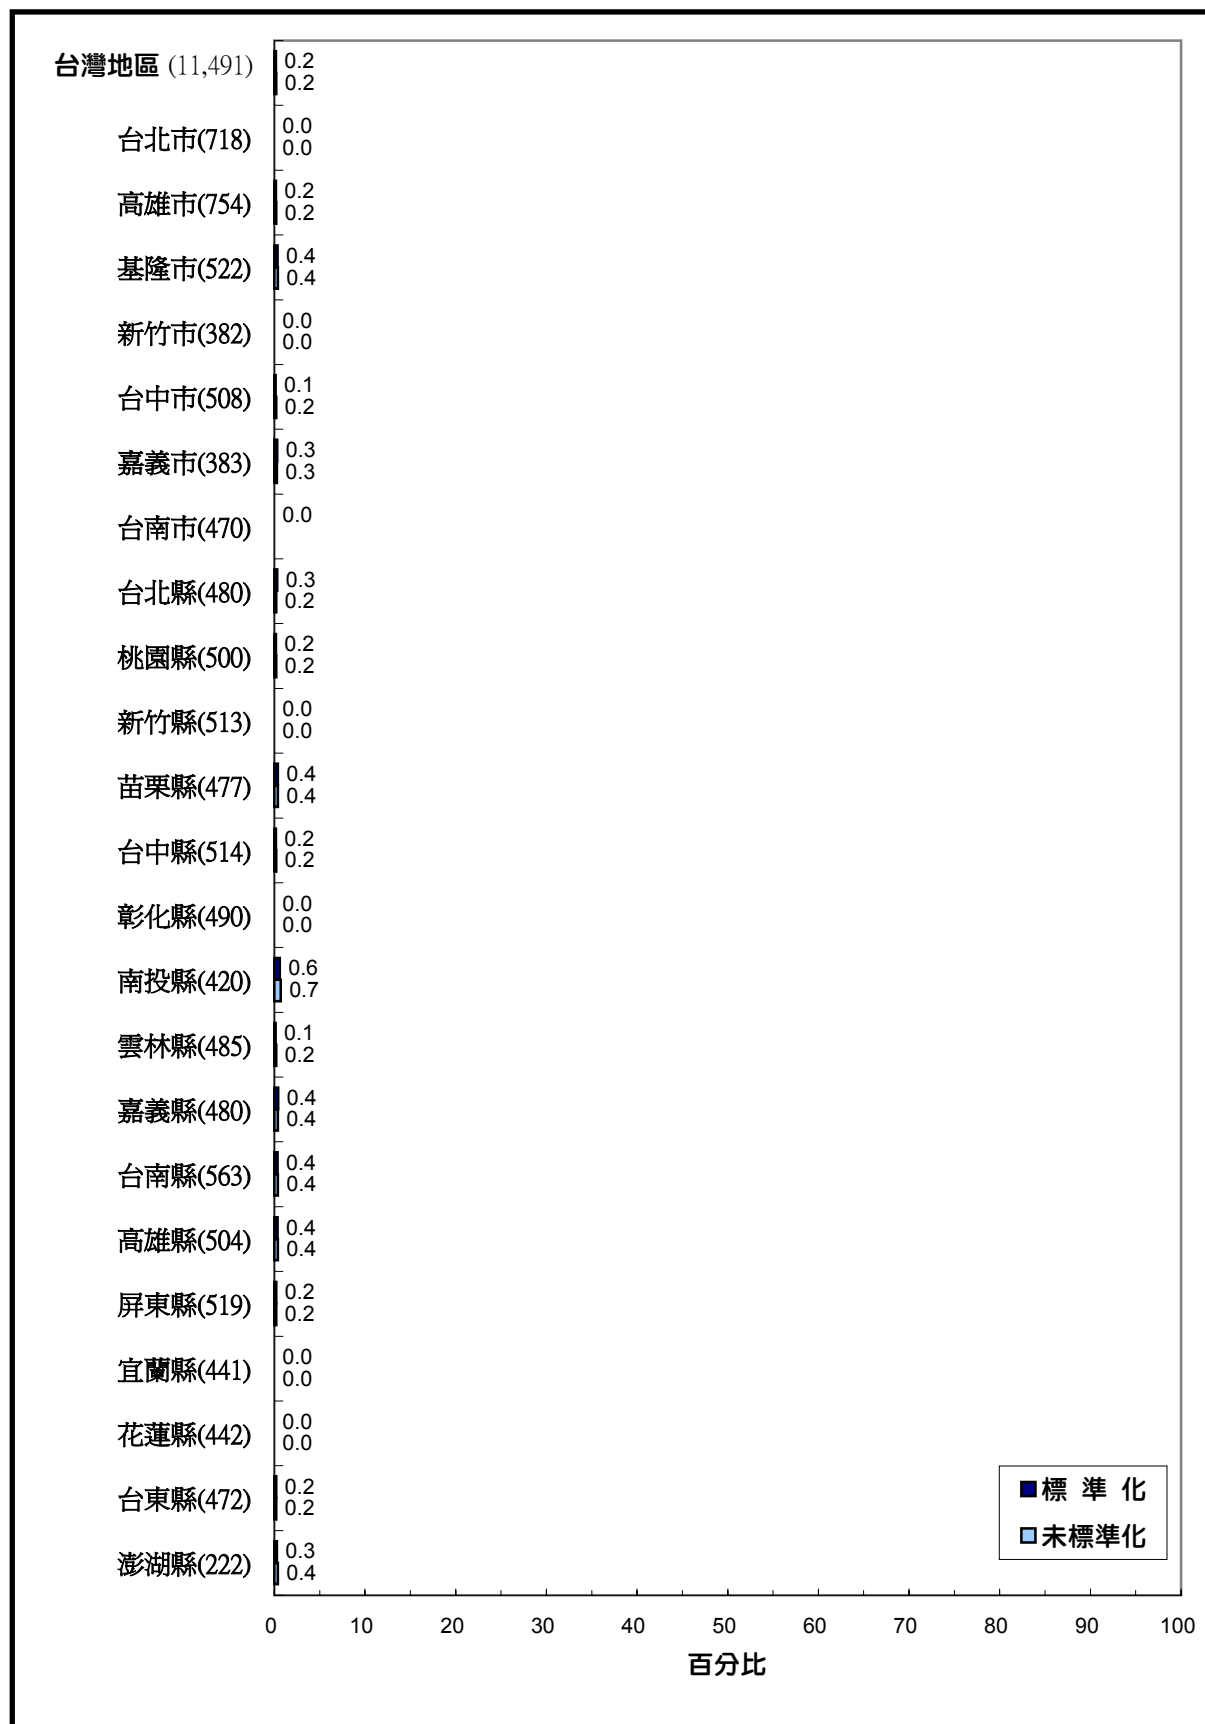 台灣地區 (11,491)
0.2
0.2
台北市(718)
0.0
0.0
高雄市(754)
0.2
0.2
基隆市(522)
0.4
0.4
新竹市(382)
0.0
0.0
台中市(508)
0.1
0.2
嘉義市(383)
0.3
0.3
台南市(470)
0.0
台北縣(480)
0.3
0.2
桃園縣(500)
0.2
0.2
新竹縣(513)
0.0
0.0
苗栗縣(477)
0.4
0.4
台中縣(514)
0.2
0.2
彰化縣(490)
0.0
0.0
南投縣(420)
0.6
0.7
雲林縣(485)
0.1
0.2
嘉義縣(480)
0.4
0.4
台南縣(563)
0.4
0.4
高雄縣(504)
0.4
0.4
屏東縣(519)
0.2
0.2
宜蘭縣(441)
0.0
0.0
花蓮縣(442)
0.0
0.0
台東縣(472)
0.2
0.2
澎湖縣(222)
0.3
0.4
標 準 化
未標準化
0 10 20 30 40 50 60 70 80 90 100
百分比